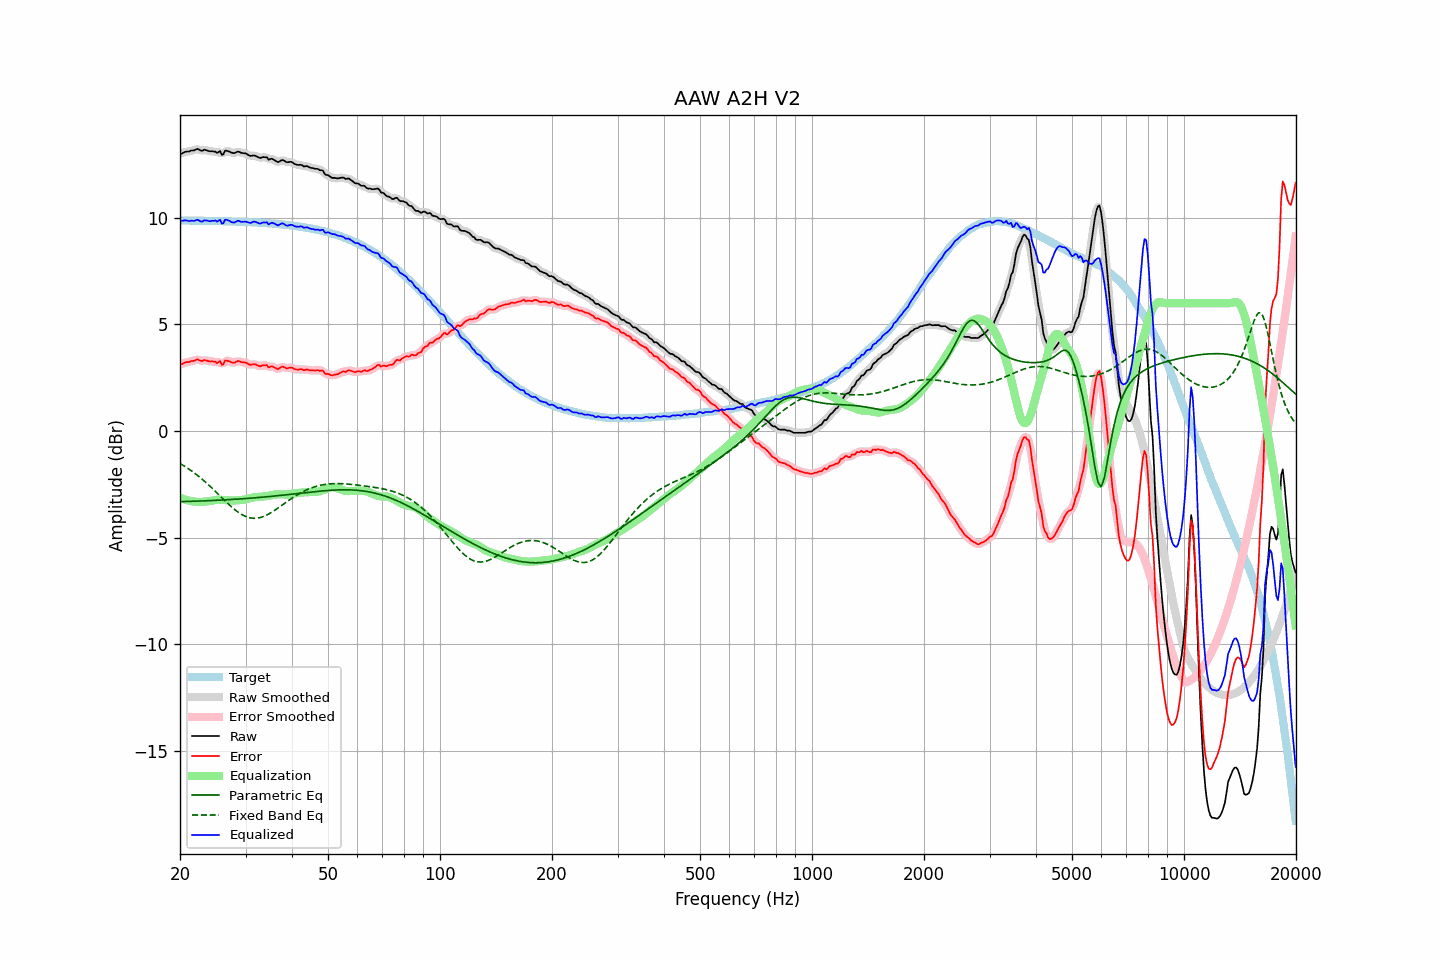 AAW A2H V2
Amplitude (dBr)
10
5
0
−5
−10
−15
Target
Raw Smoothed
Error Smoothed
Raw
Error
Equalization
Parametric Eq
Fixed Band Eq
Equalized
20 50 100 200 500 1000 2000 5000 10000 20000
Frequency (Hz)